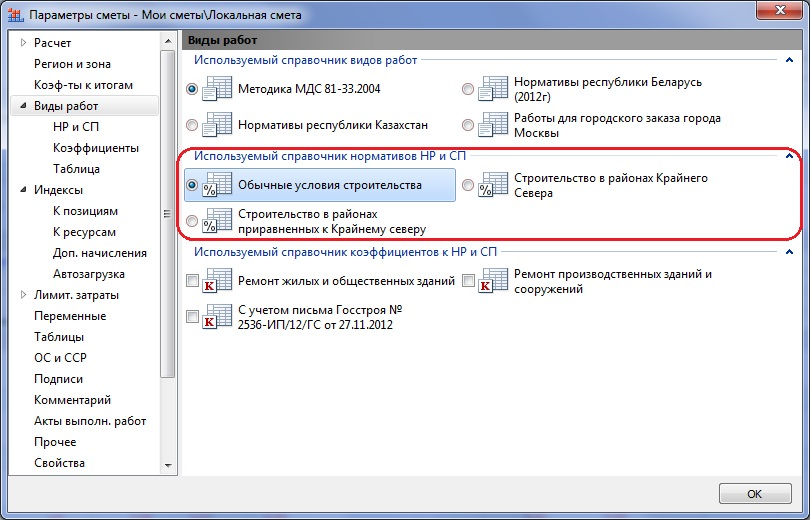 Параметры сметы - Мои сметы\Локальная смета
Расчет
Регион и зона
Коэф-ты к итогам
Виды работ
НР и СП
Коэффициенты
Таблица
Индексы
К позициям
К ресурсам
Доп. начисления
Автозагрузка
Лимит. затраты
Переменные
Таблицы
ОС и ССР
Подписи
Комментарий
Акты выполн. работ
Прочее
Свойства
Виды работ
Используемый справочник видов работ
Методика МДС 81-33.2004
Нормативы республики Беларусь
(2012г)
Нормативы республики Казахстан
Работы для городского заказа города
Москвы
Используемый справочник нормативов НР и СП
Обычные условия строительства
Строительство в районах Крайнего
Севера
Строительство в районах
приравненных к Крайнему северу
Используемый справочник коэффициентов к НР и СП
Ремонт жилых и общественных зданий
Ремонт производственных зданий и
сооружений
С учетом письма Госстроя №
2536-ИП/12/ГС от 27.11.2012
ОК